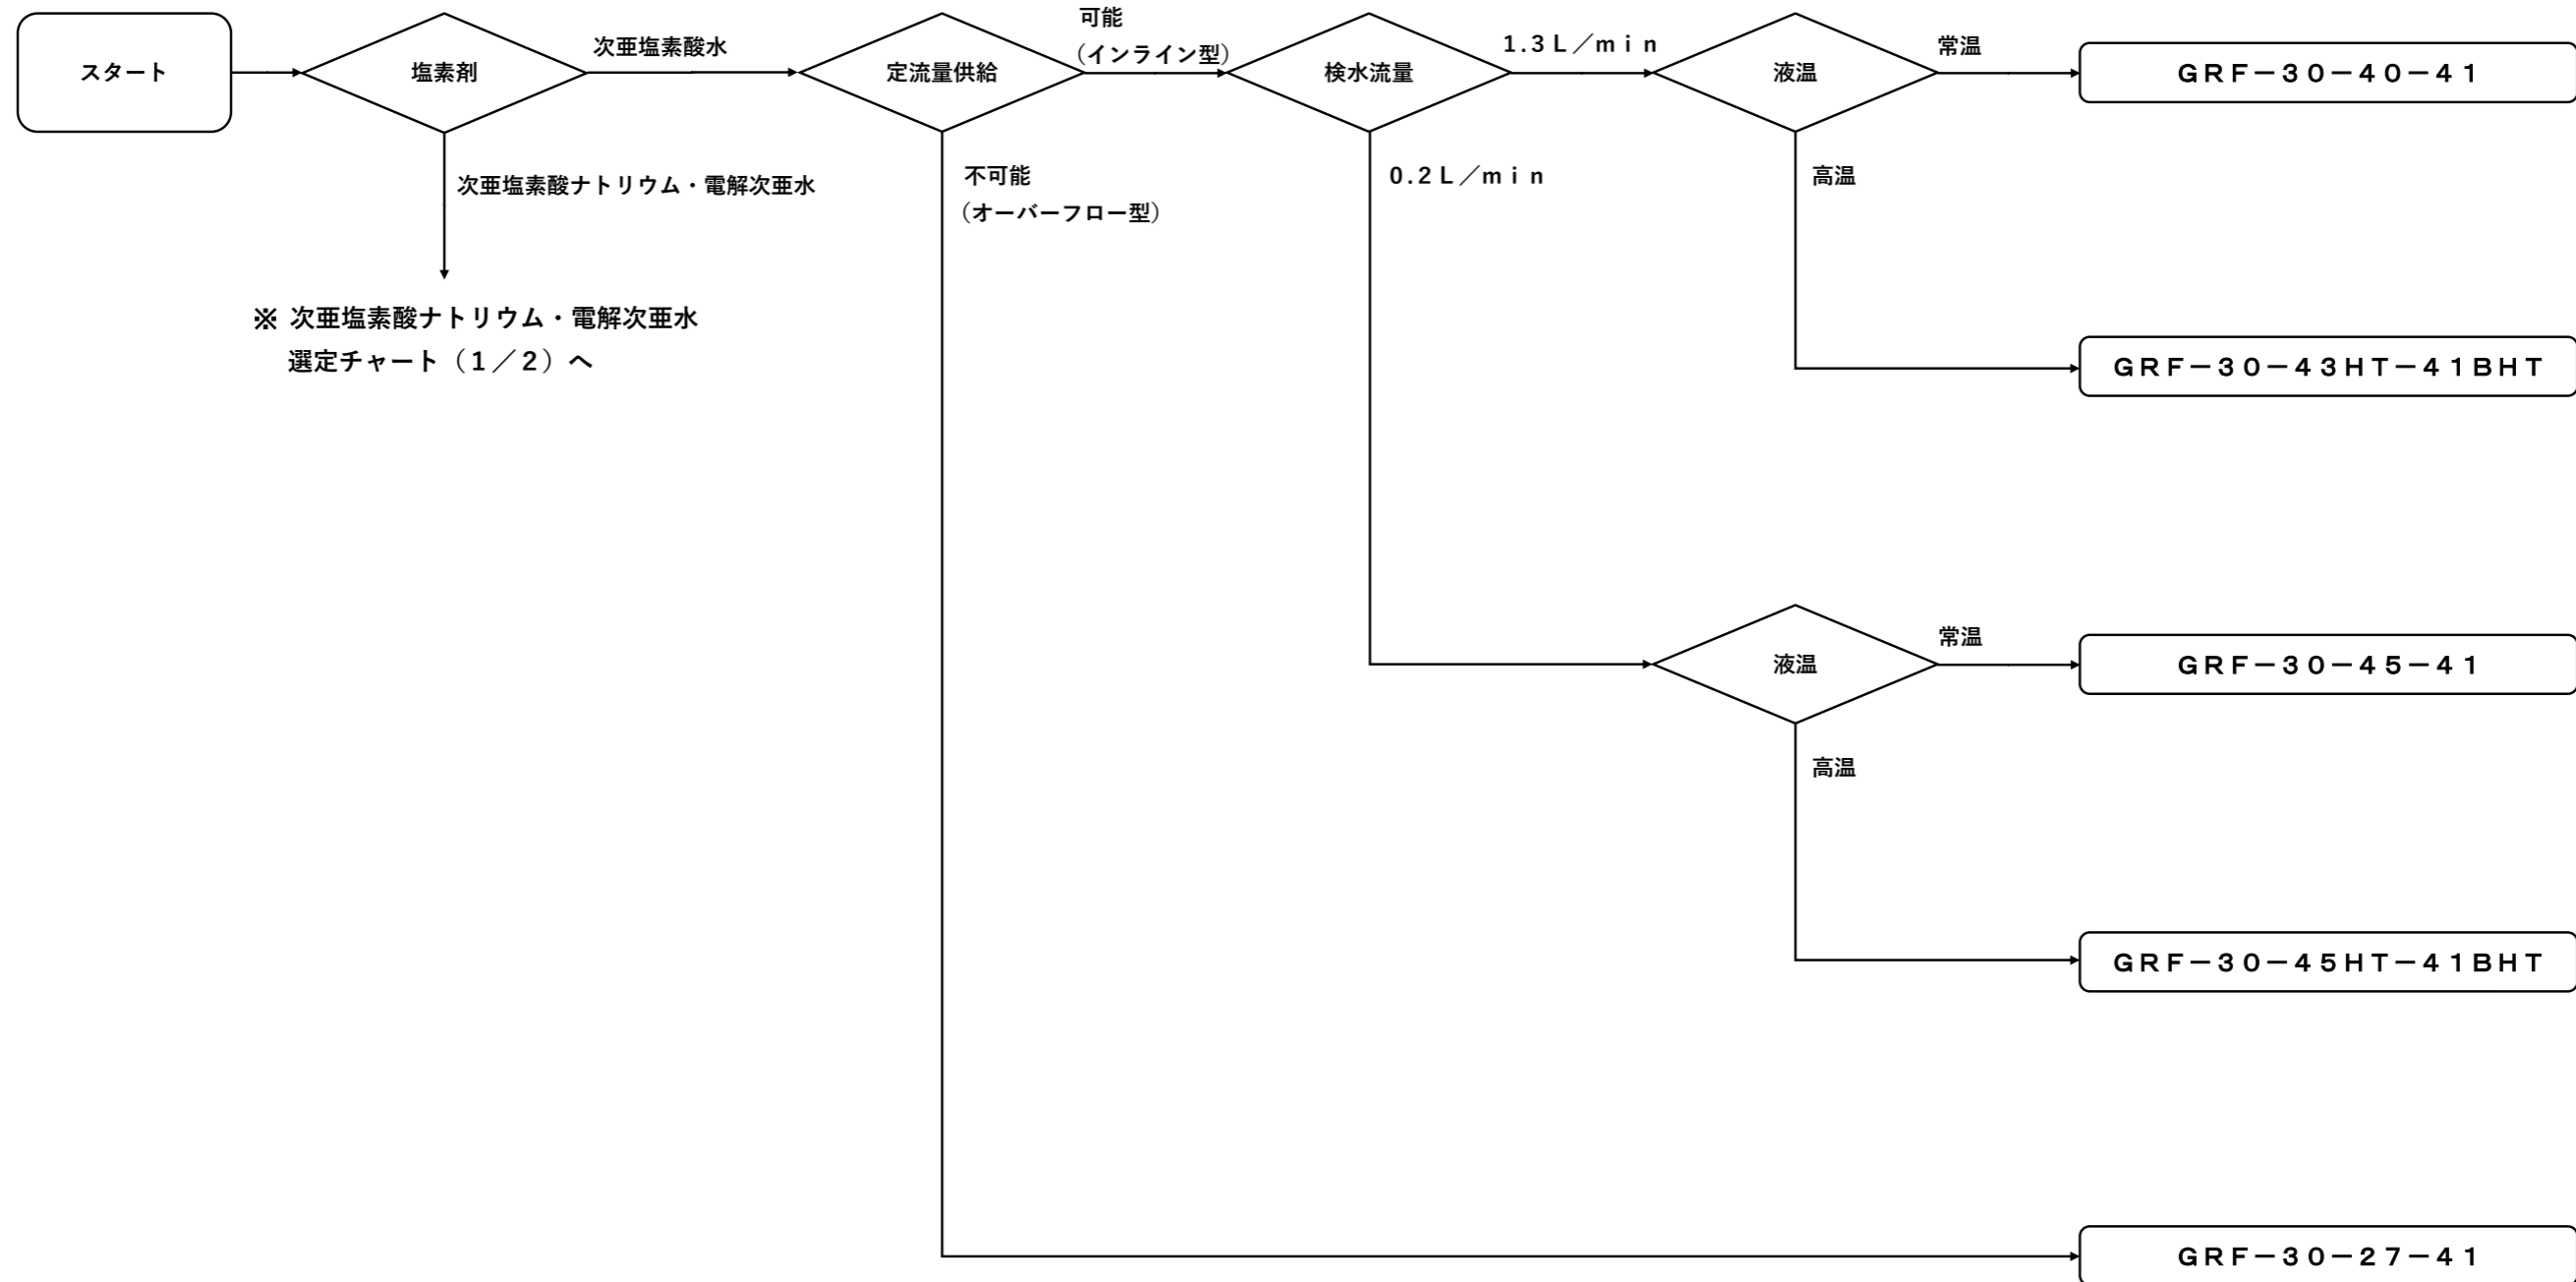 スタート
塩素剤
次亜塩素酸水
定流量供給
可能
（インライン型）
検水流量
1.3Ｌ／ｍｉｎ
液温
常温
ＧＲＦ－３０－４０－４１
次亜塩素酸ナトリウム・電解次亜水
不可能
（オーバーフロー型）
0.2Ｌ／ｍｉｎ
高温
※ 次亜塩素酸ナトリウム・電解次亜水
選定チャート（１／２）へ
ＧＲＦ－３０－４３ＨＴ－４１ＢＨＴ
液温
常温
ＧＲＦ－３０－４５－４１
高温
ＧＲＦ－３０－４５ＨＴ－４１ＢＨＴ
ＧＲＦ－３０－２７－４１